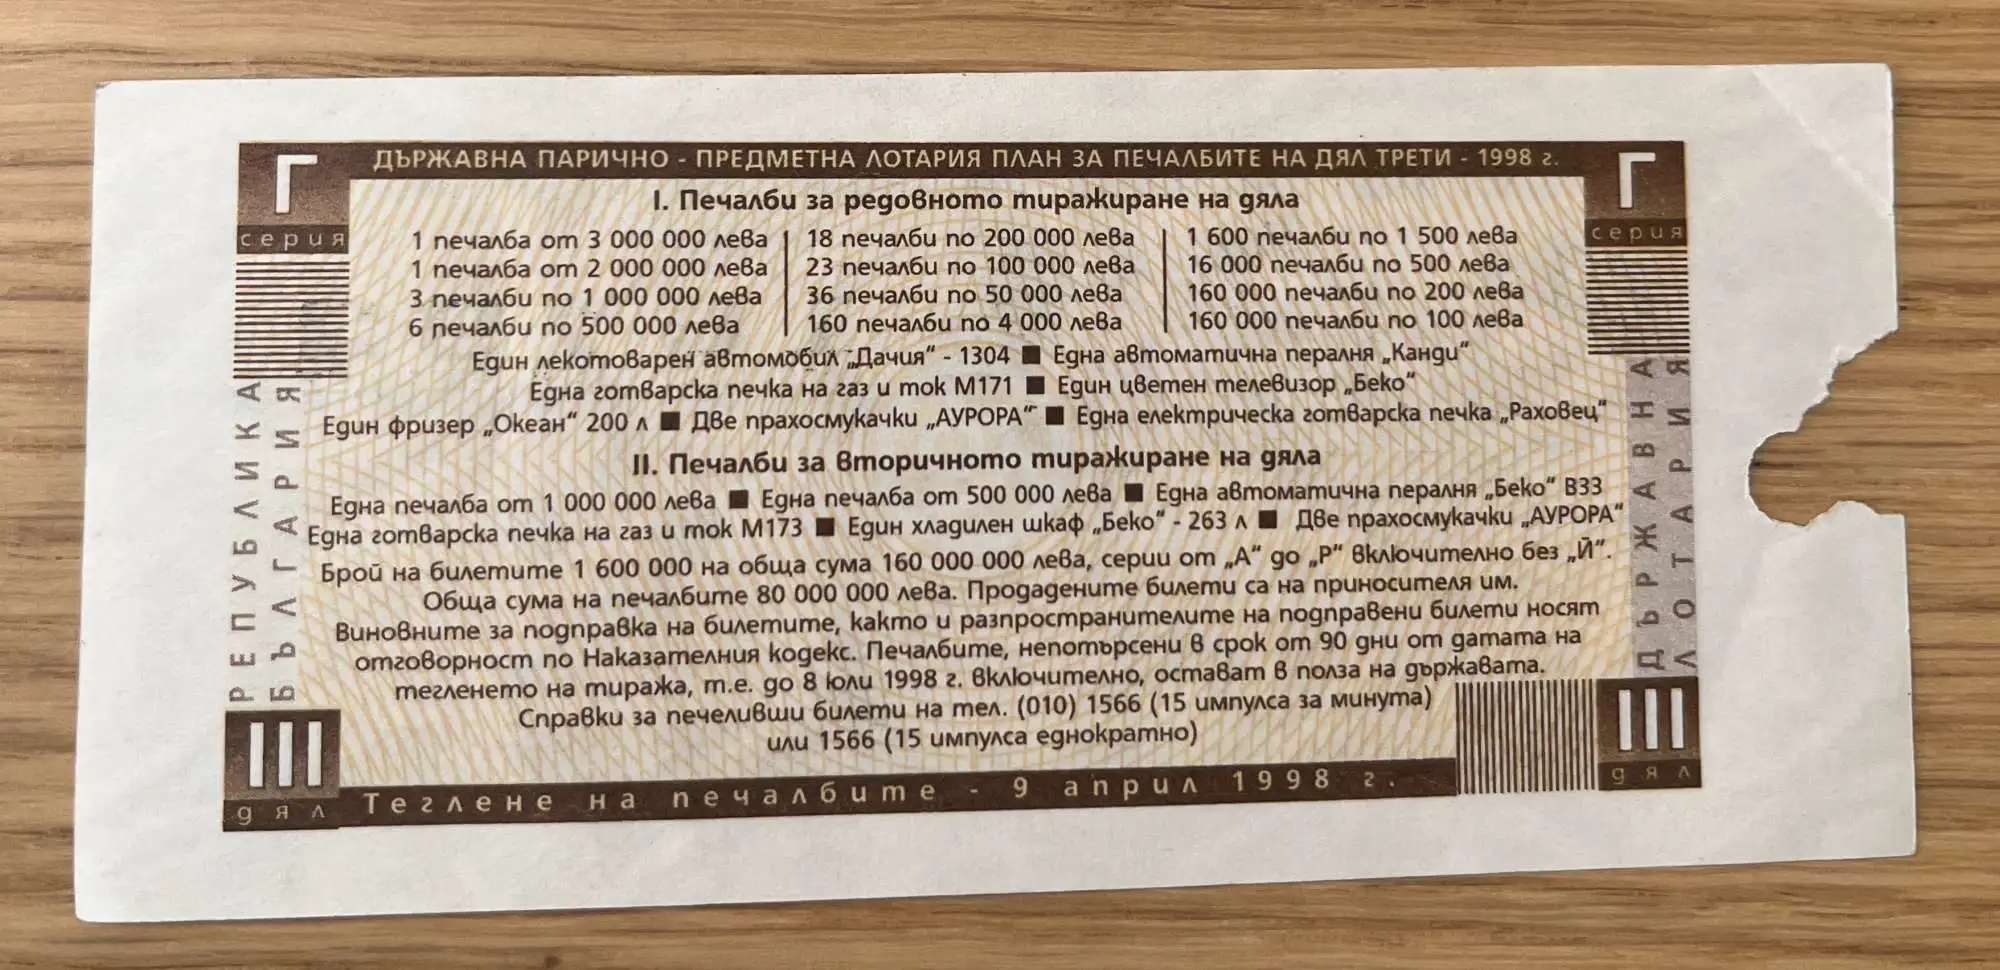 Г
серия
ДЪРЖАВНА ПАРИЧНО - ПРЕДМЕТНА ЛОТАРИЯ ПЛАН ЗА ПЕЧАЛБИТЕ НА ДЯЛ ТРЕТИ - 1998 г.
Г
серия
I. Печалби за редовното тиражиране на дяла
1 печалба от 3 000 000 лева
1 печалба от 2 000 000 лева
3 печалби по 1 000 000 лева
6 печалби по 500 000 лева
18 печалби по 200 000 лева
23 печалби по 100 000 лева
36 печалби по 50 000 лева
160 печалби по 4 000 лева
1 600 печалби по 1 500 лева
16 000 печалби по 500 лева
160 000 печалби по 200 лева
160 000 печалби по 100 лева
Един лекотоварен автомобил „Дачия“ - 1304 ■ Една автоматична пералня „Канди“
Една готварска печка на газ и ток М171 ■ Един цветен телевизор „Беко“
Един фризер „Океан“ 200 л ■ Две прахосмукачки „АУРОРА“ ■ Една електрическа готварска печка „Раховец“
II. Печалби за вторичното тиражиране на дяла
Една печалба от 1 000 000 лева ■ Една печалба от 500 000 лева ■ Една автоматична пералня „Беко“ В33
Една готварска печка на газ и ток М173 ■ Един хладилен шкаф „Беко“ - 263 л ■ Две прахосмукачки „АУРОРА“
Брой на билетите 1 600 000 на обща сума 160 000 000 лева, серии от „А“ до „Р“ включително без „Й“.
Обща сума на печалбите 80 000 000 лева. Продадените билети са на приносителя им.
Виновните за подправка на билетите, както и разпространителите на подправени билети носят
отговорност по Наказателния кодекс. Печалбите, непотърсени в срок от 90 дни от датата на
тегленето на тиража, т.е. до 8 юли 1998 г. включително, остават в полза на държавата.
Справки за печеливши билети на тел. (010) 1566 (15 импулса за минута)
или 1566 (15 импулса еднократно)
РЕПУБЛИКА
БЪЛГАРИЯ
ДЪРЖАВНА
ЛОТАРИЯ
III
дял
Теглене на печалбите - 9 април 1998 г.
III
дял